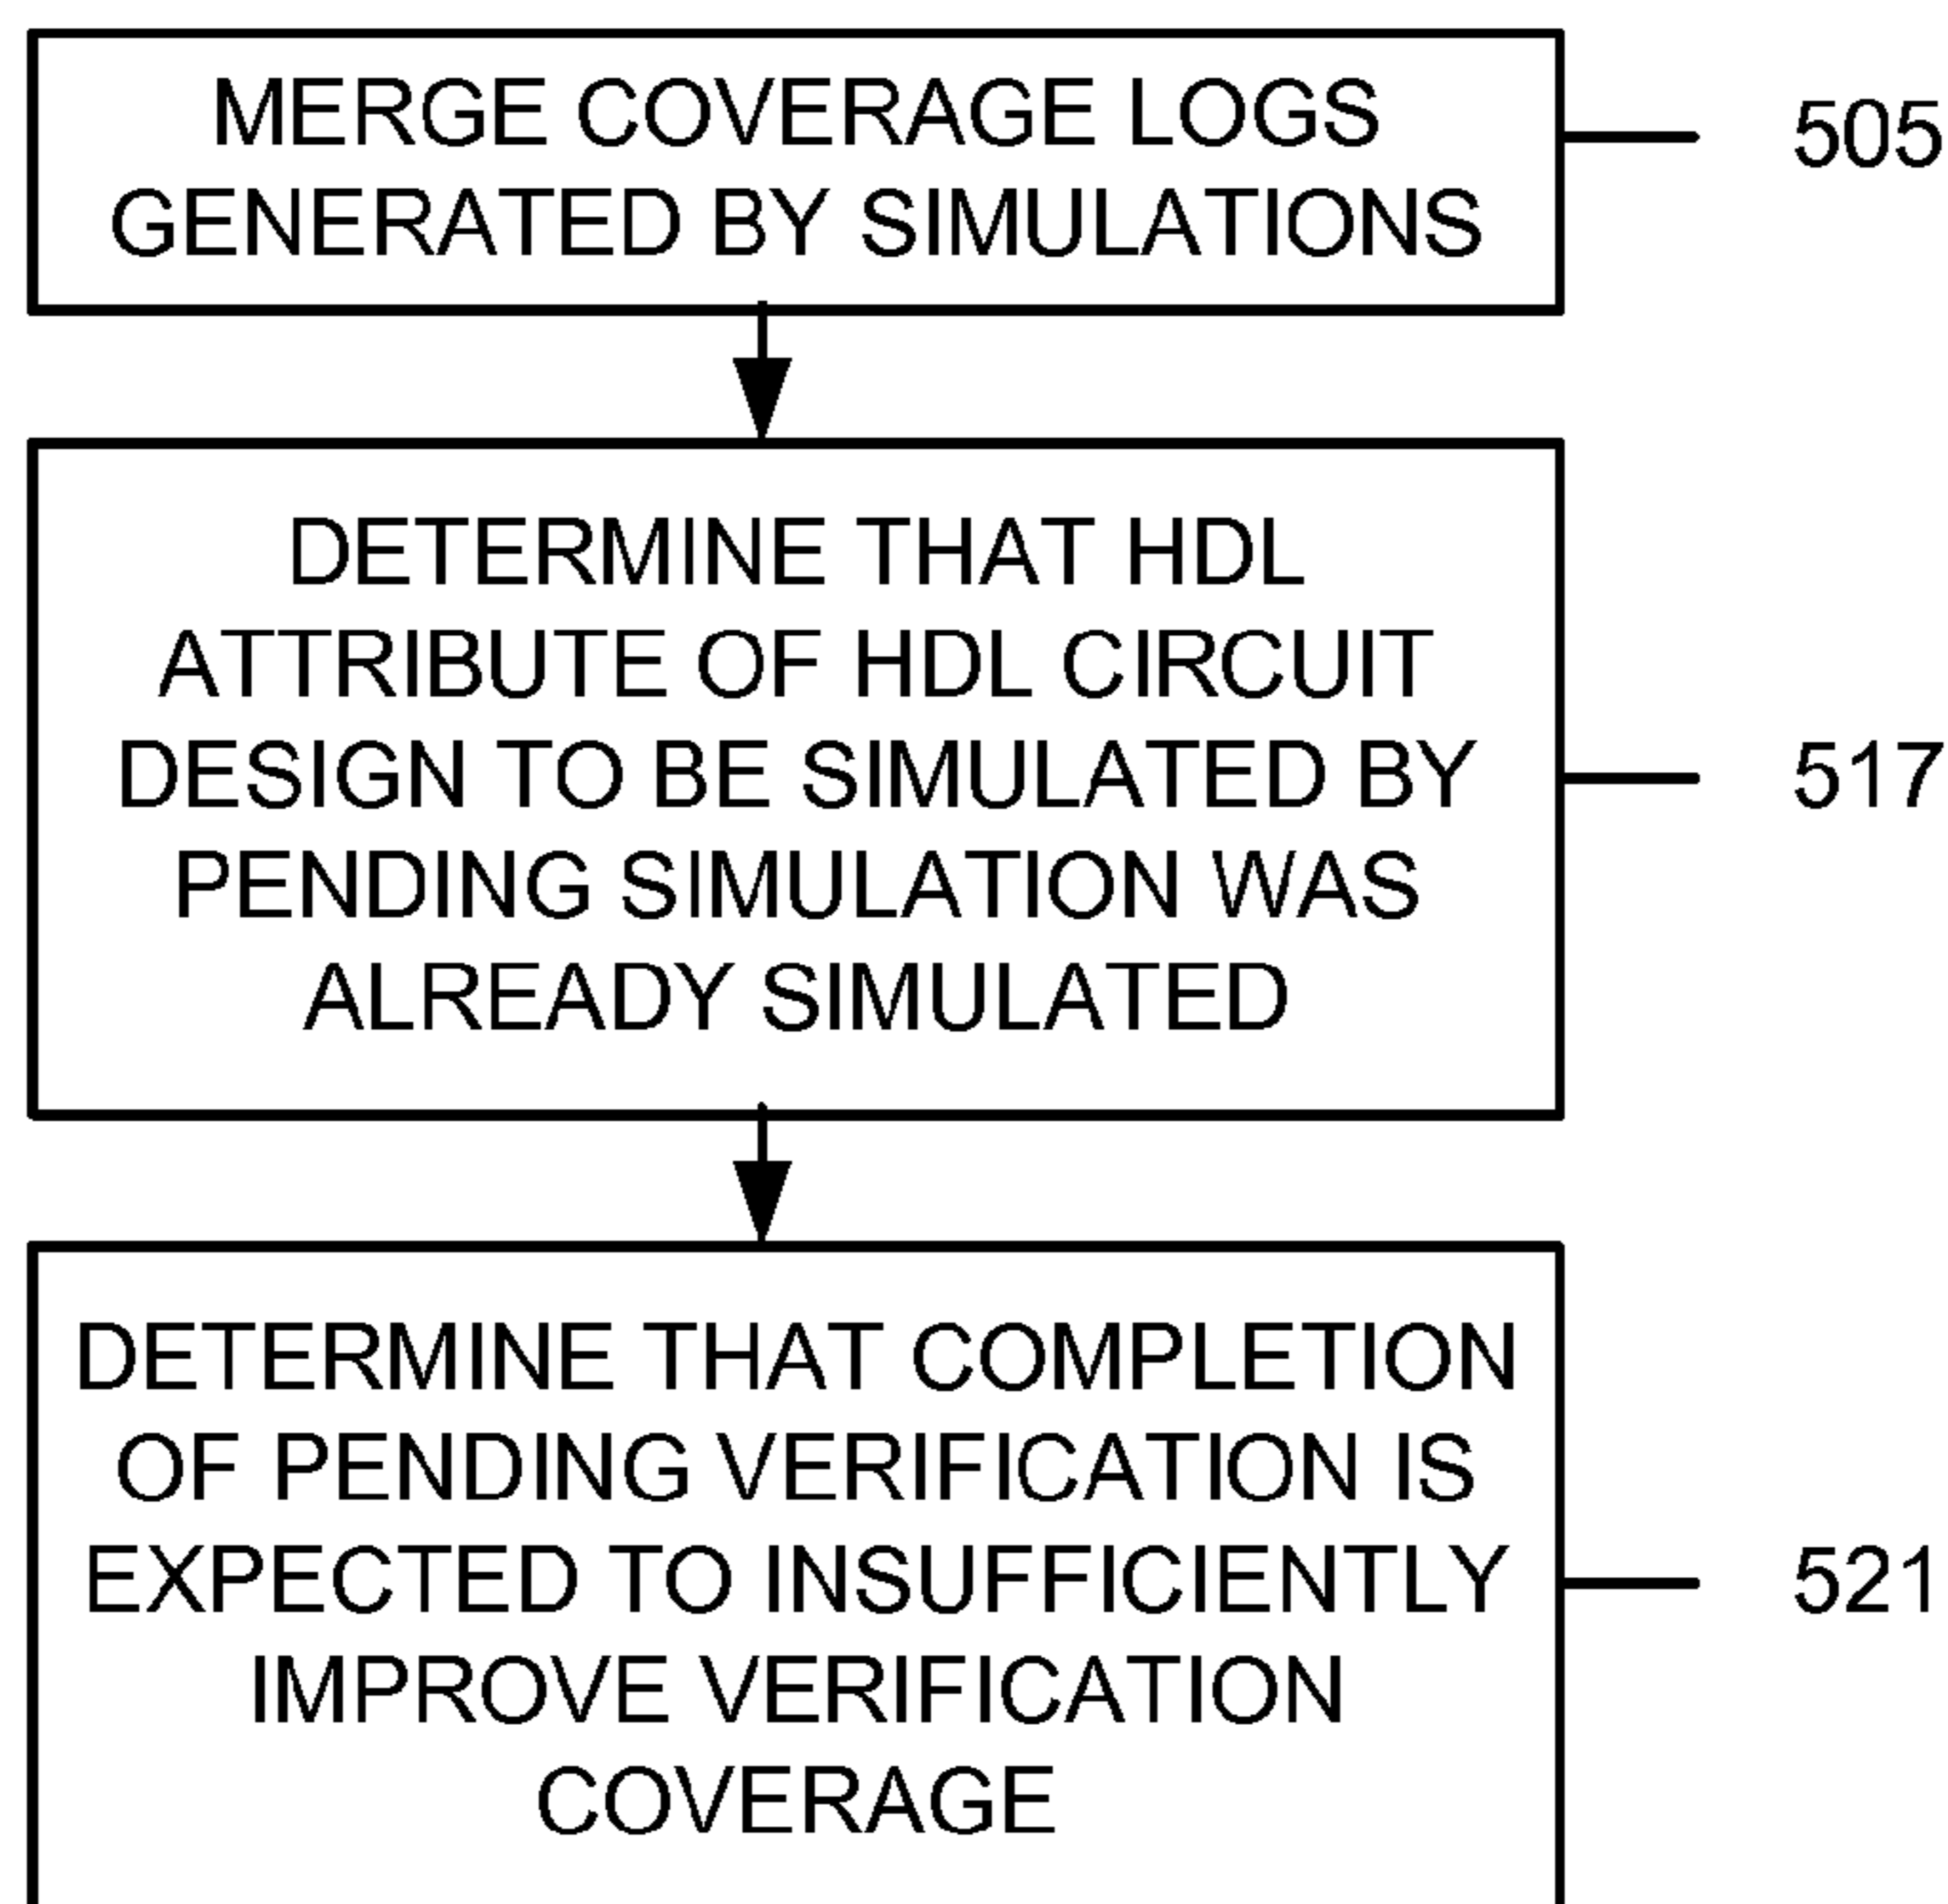 MERGE COVERAGE LOGS
GENERATED BY SIMULATIONS
505
DETERMINE THAT HDL
ATTRIBUTE OF HDL CIRCUIT
DESIGN TO BE SIMULATED BY
PENDING SIMULATION WAS
ALREADY SIMULATED
517
DETERMINE THAT COMPLETION
OF PENDING VERIFICATION IS
EXPECTED TO INSUFFICIENTLY
IMPROVE VERIFICATION
COVERAGE
521